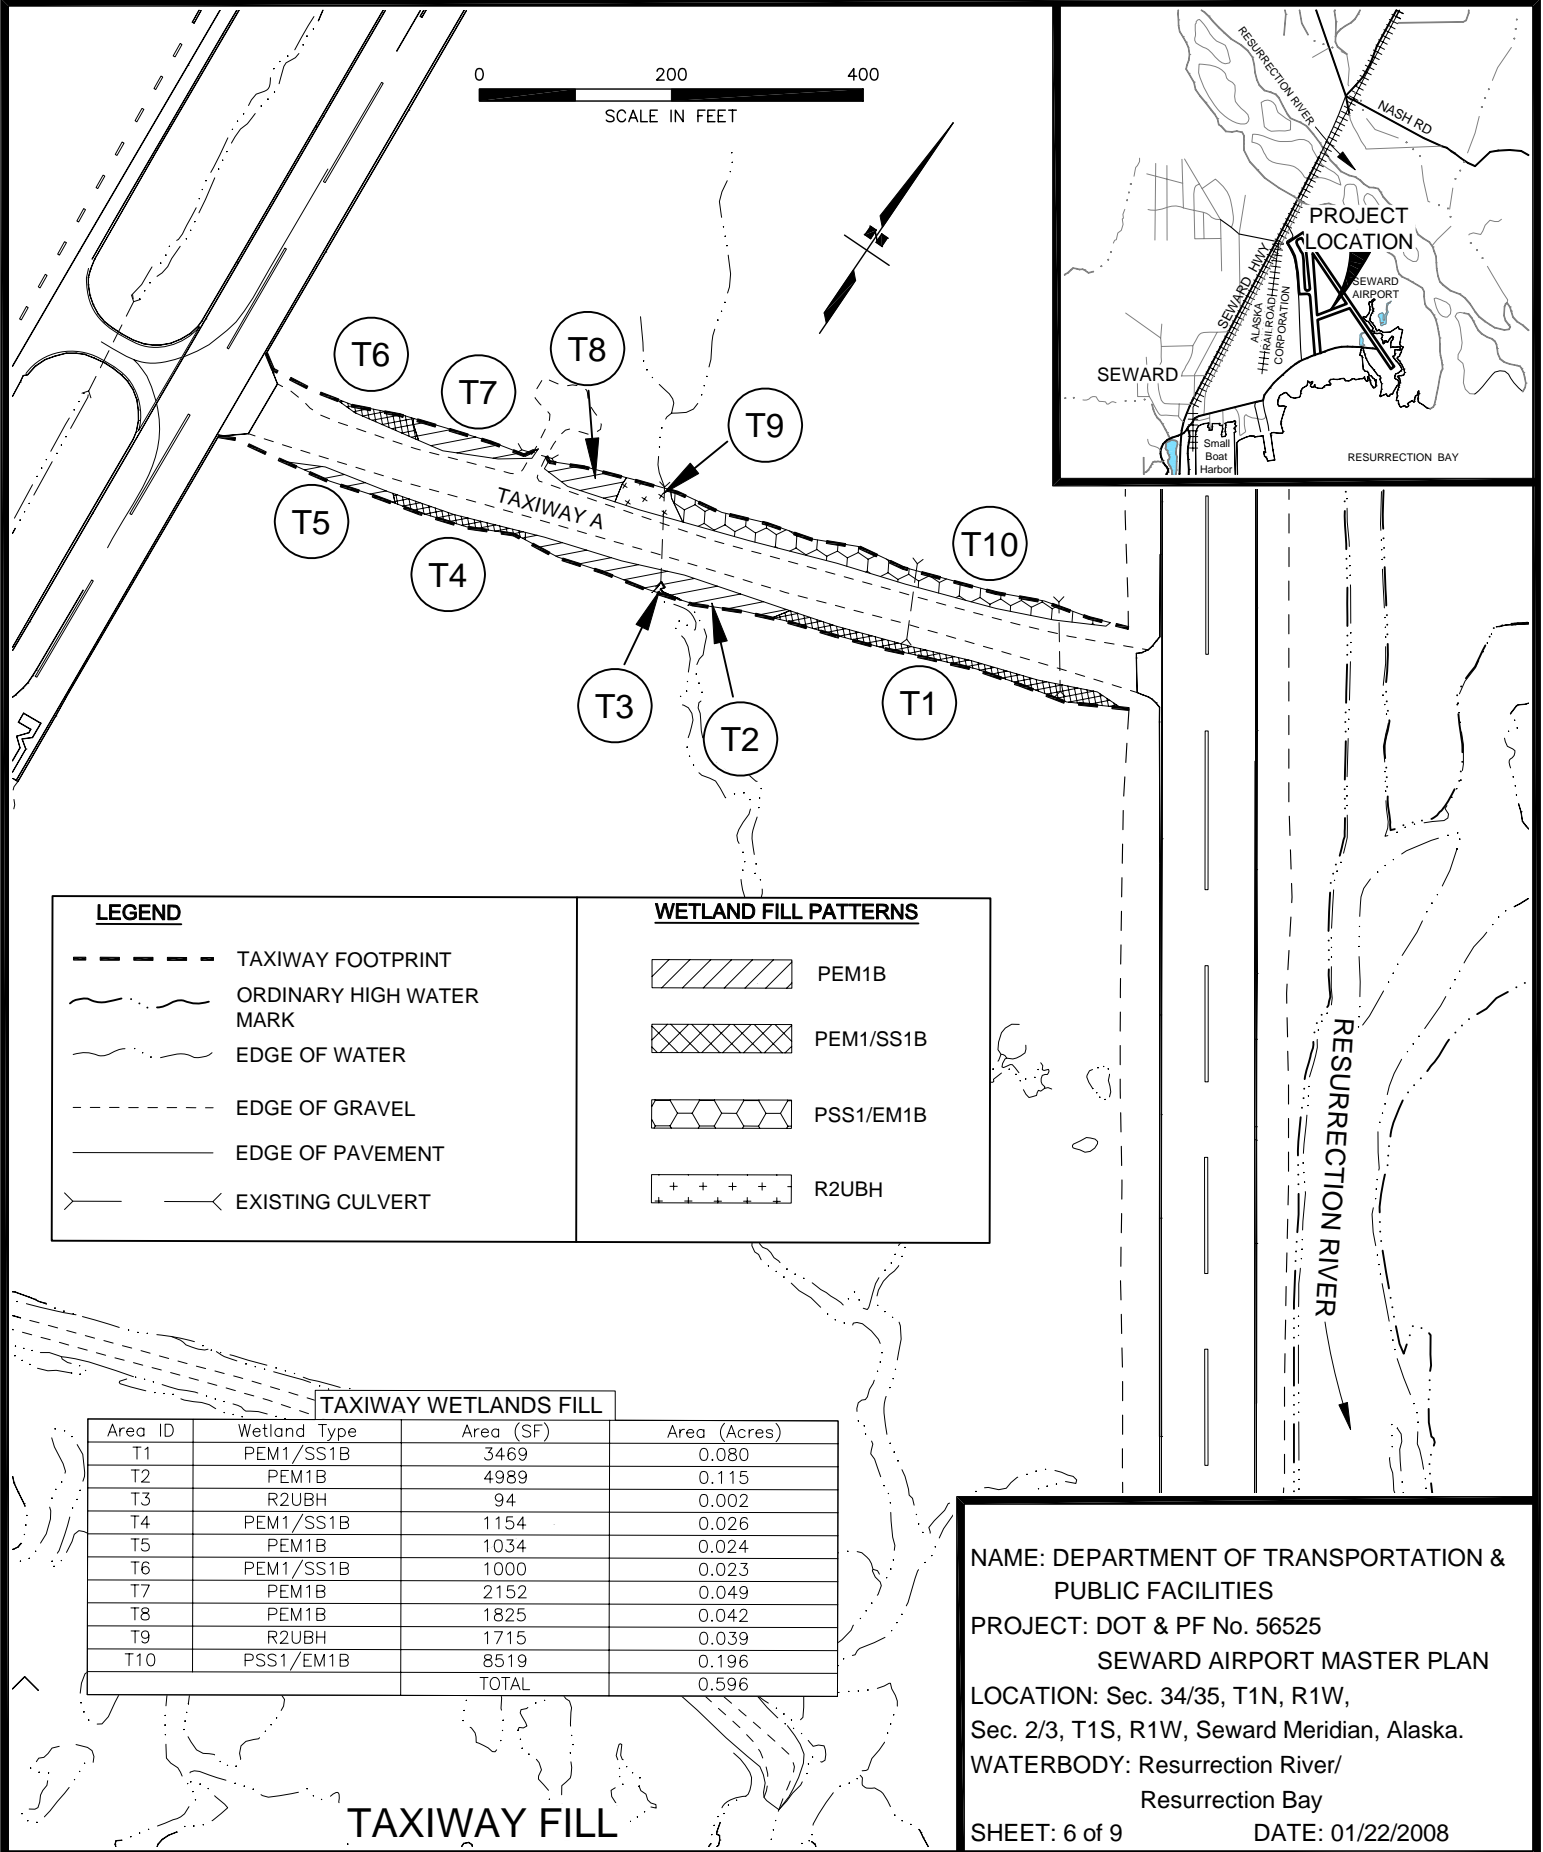 0 200 400
SCALE IN FEET
RESURRECTION RIVER
NASH RD
PROJECT
LOCATION
SEWARD HWY
ALASKA
RAILROAD
CORPORATION
SEWARD
AIRPORT
SEWARD
Small
Boat
Harbor
RESURRECTION BAY
T6
T7
T8
T9
T10
TAXIWAY A
T5
T4
T3
T2
T1
LEGEND
TAXIWAY FOOTPRINT
ORDINARY HIGH WATER
MARK
EDGE OF WATER
EDGE OF GRAVEL
EDGE OF PAVEMENT
EXISTING CULVERT
WETLAND FILL PATTERNS
PEM1B
PEM1/SS1B
PSS1/EM1B
R2UBH
RESURRECTION RIVER
TAXIWAY WETLANDS FILL
Area ID Wetland Type Area (SF) Area (Acres)
T1 PEM1/SS1B 3469 0.080
T2 PEM1B 4989 0.115
T3 R2UBH 94 0.002
T4 PEM1/SS1B 1154 0.026
T5 PEM1B 1034 0.024
T6 PEM1/SS1B 1000 0.023
T7 PEM1B 2152 0.049
T8 PEM1B 1825 0.042
T9 R2UBH 1715 0.039
T10 PSS1/EM1B 8519 0.196
TOTAL 0.596
TAXIWAY FILL
NAME: DEPARTMENT OF TRANSPORTATION &
PUBLIC FACILITIES
PROJECT: DOT & PF No. 56525
SEWARD AIRPORT MASTER PLAN
LOCATION: Sec. 34/35, T1N, R1W,
Sec. 2/3, T1S, R1W, Seward Meridian, Alaska.
WATERBODY: Resurrection River/
Resurrection Bay
SHEET: 6 of 9 DATE: 01/22/2008